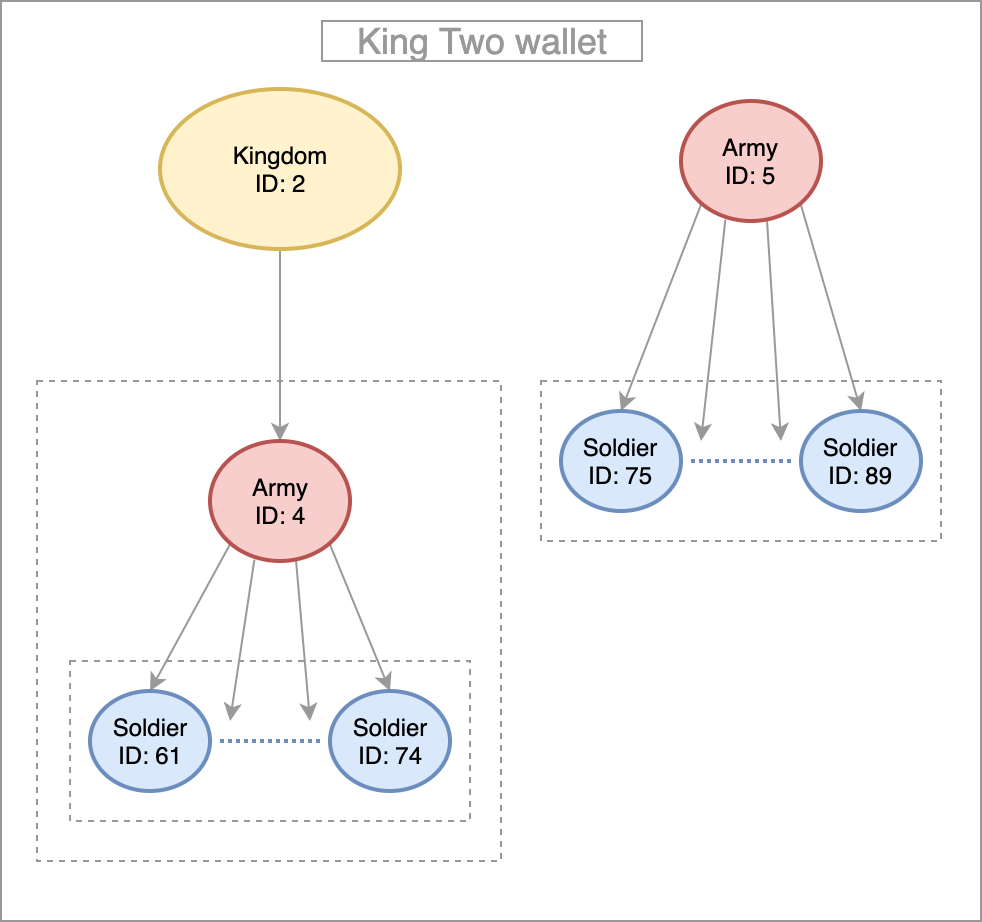 King Two wallet
Kingdom
ID: 2
Army
ID: 5
Army
ID: 4
Soldier
ID: 75
Soldier
ID: 89
Soldier
ID: 61
Soldier
ID: 74